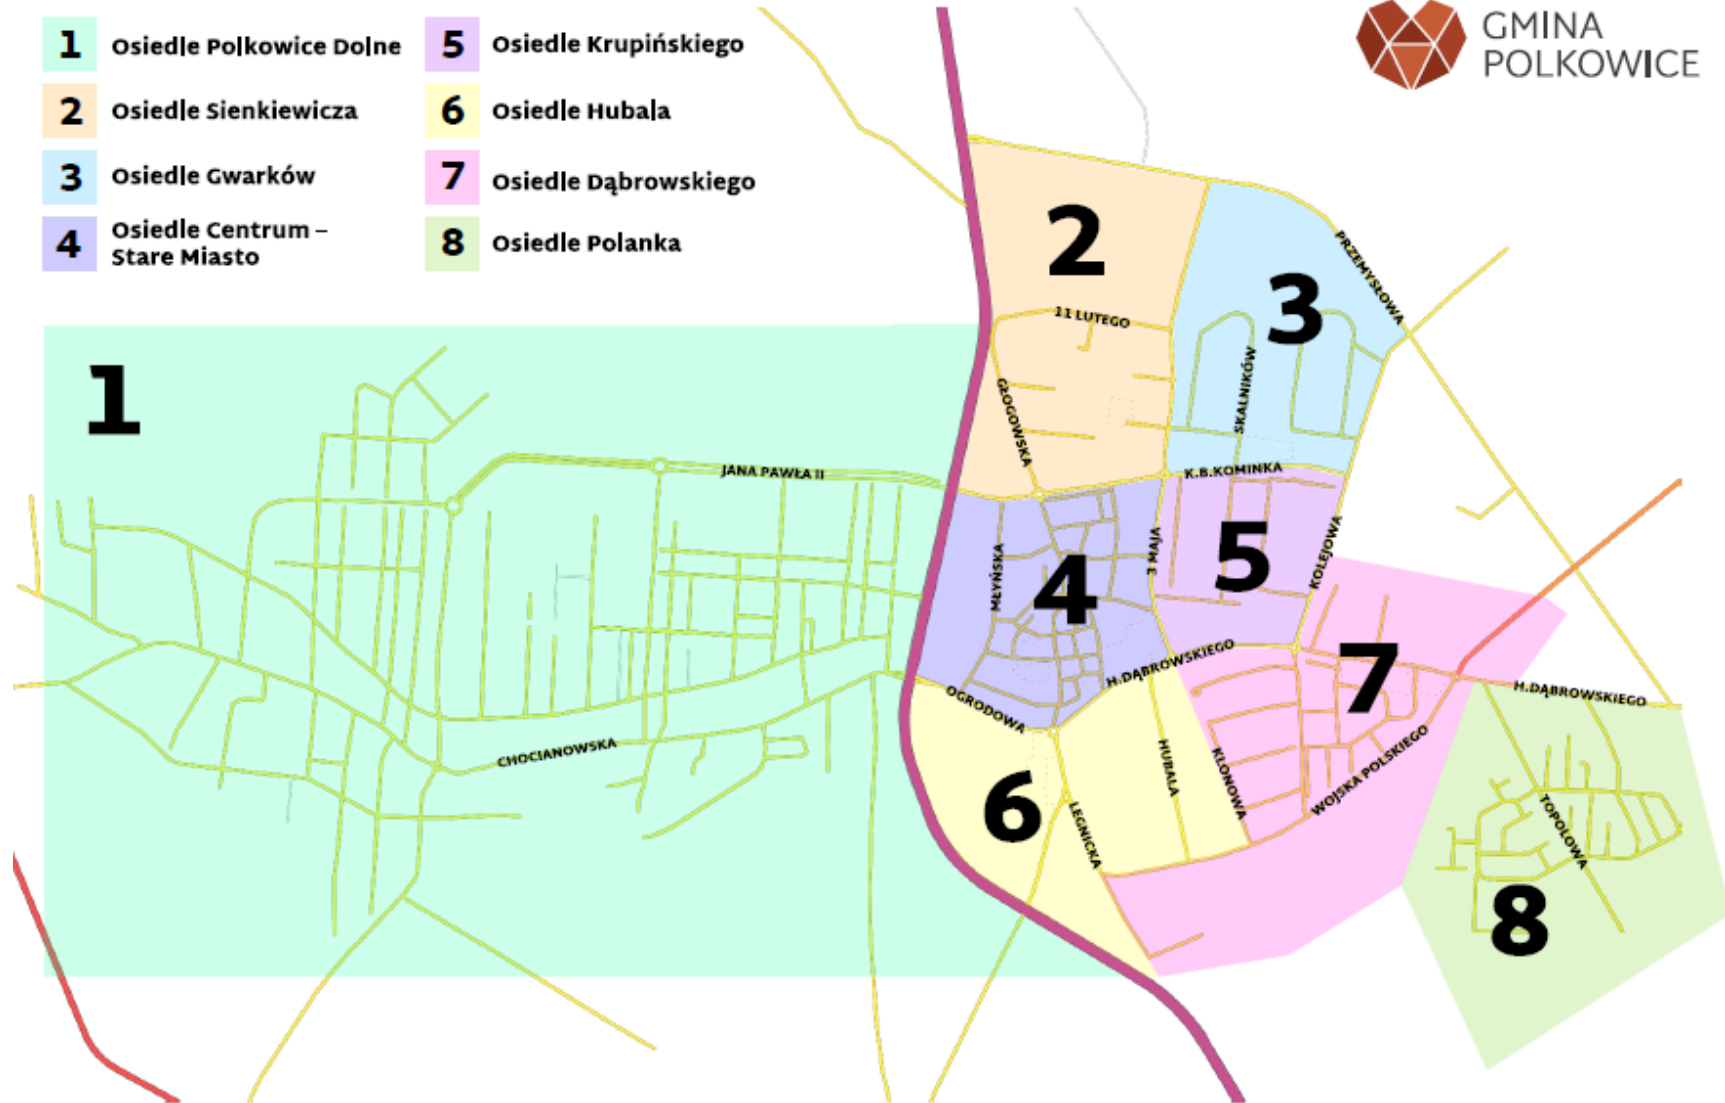 1 Osiedle Polkowice Dolne
2 Osiedle Sienkiewicza
3 Osiedle Gwarków
4 Osiedle Centrum –
Stare Miasto
5 Osiedle Krupińskiego
6 Osiedle Hubala
7 Osiedle Dąbrowskiego
8 Osiedle Polanka
GMINA
POLKOWICE
2
PRZEMYSŁOWA
3
11 LUTEGO
1
SKALNIKÓW
GŁOGOWSKA
JANA PAWŁA II
K.B.KOMINKA
5
3 MAJA
KOLEJOWA
MŁYŃSKA
4
H.DĄBROWSKIEGO
7
H.DĄBROWSKIEGO
OGRODOWA
CHOCIANOWSKA
HUBALA
KLONOWA
WOJSKA POLSKIEGO
6
LEGNICKA
TOPOLOWA
8